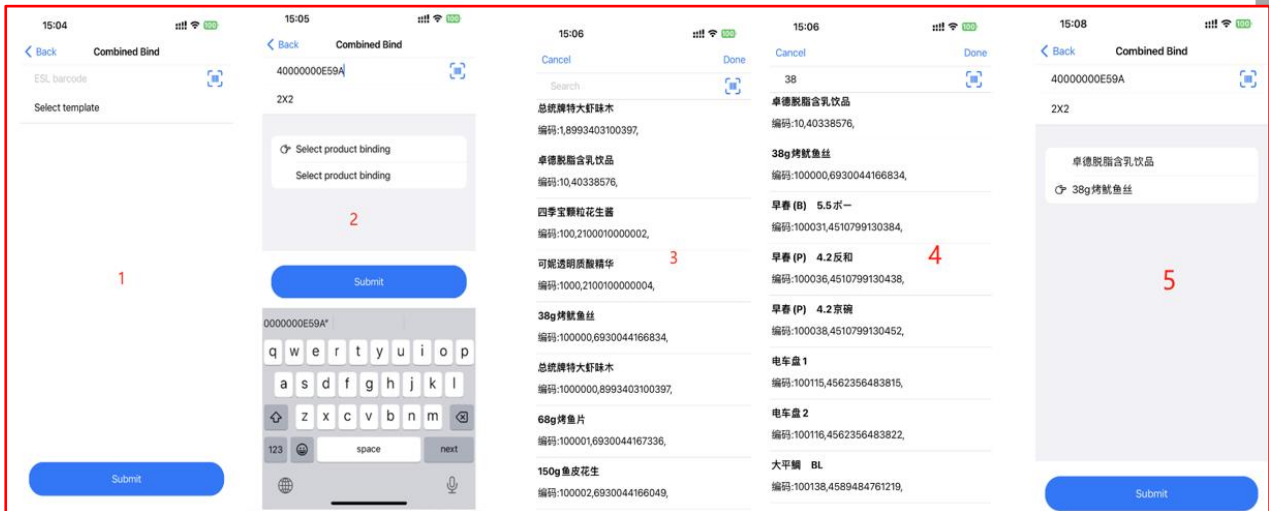 15:04
100
Back
Combined Bind
ESL barcode
Select template
1
Submit
15:05
100
Back
Combined Bind
40000000E59A
2X2
Select product binding
Select product binding
2
Submit
0000000E59A"
q w e r t y u i o p
a s d f g h j k l
z x c v b n m
123
space
next
15:06
100
Cancel
Done
Search
总统牌特大虾味木
编码:1,8993403100397,
卓德脱脂含乳饮品
编码:10,40338576,
四季宝颗粒花生酱
编码:100,2100010000002,
可妮透明质酸精华
编码:1000,2100100000004,
38g烤鱿鱼丝
编码:100000,6930044166834,
总统牌特大虾味木
编码:1000000,8993403100397,
68g烤鱼片
编码:100001,6930044167336,
150g鱼皮花生
编码:100002,6930044166049,
3
15:06
100
Cancel
Done
38
卓德脱脂含乳饮品
编码:10,40338576,
38g烤鱿鱼丝
编码:100000,6930044166834,
早春(B) 5.5ボー
编码:100031,4510799130384,
早春(P) 4.2反和
编码:100036,4510799130438,
早春(P) 4.2京碗
编码:100038,4510799130452,
电车盘1
编码:100115,4562356483815,
电车盘2
编码:100116,4562356483822,
大平鯛 BL
编码:100138,4589484761219,
4
15:08
100
Back
Combined Bind
40000000E59A
2X2
卓德脱脂含乳饮品
38g烤鱿鱼丝
5
Submit